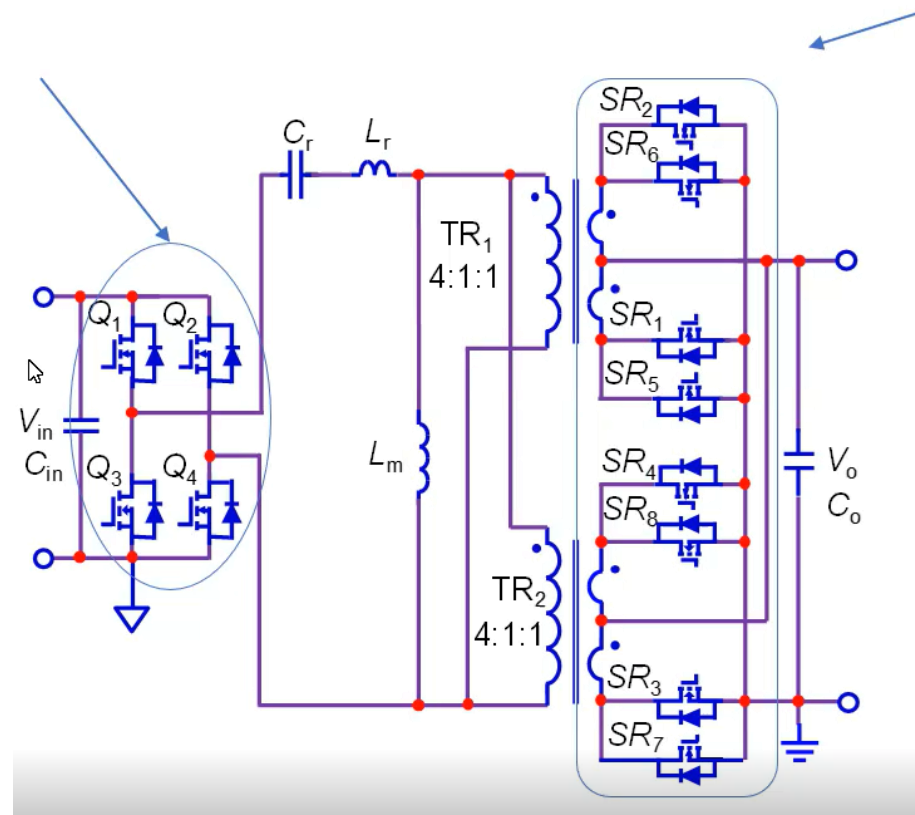 SR₂
SR₆
Cᵣ
Lᵣ
TR₁
4:1:1
Q₁
Q₂
SR₁
SR₅
Vᵢₙ
Cᵢₙ
Q₃
Q₄
Lₘ
SR₄
SR₈
Vₒ
Cₒ
TR₂
4:1:1
SR₃
SR₇